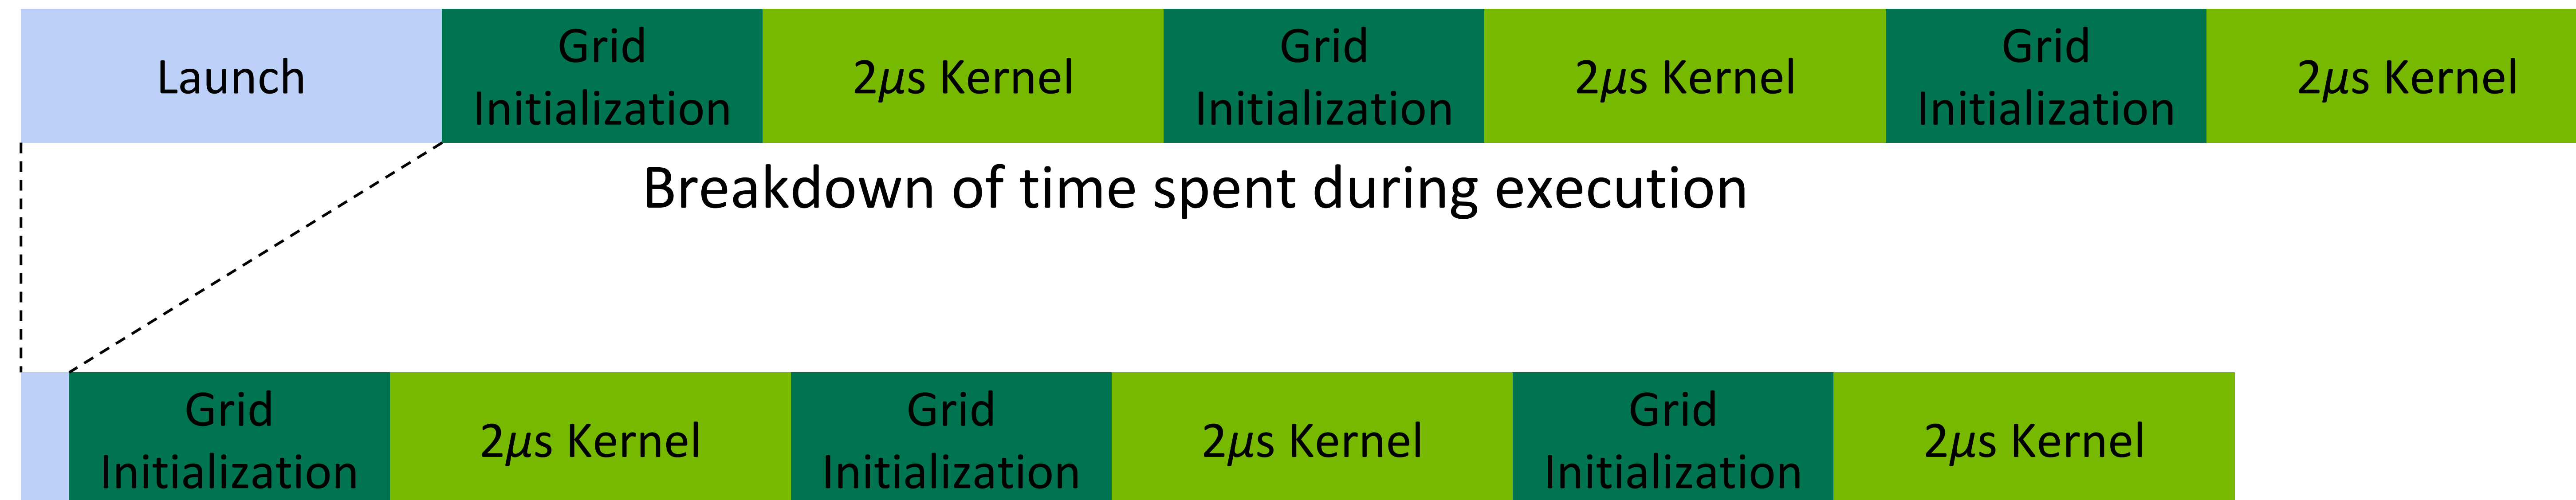 Launch
Grid
Initialization
2μs Kernel
Grid
Initialization
2μs Kernel
Grid
Initialization
2μs Kernel
Breakdown of time spent during execution
Grid
Initialization
2μs Kernel
Grid
Initialization
2μs Kernel
Grid
Initialization
2μs Kernel